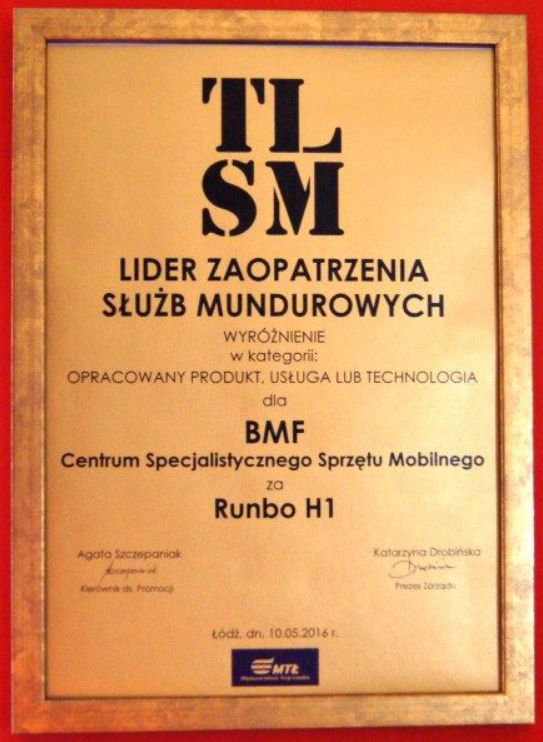 TL
SM
LIDER ZAOPATRZENIA
SŁUŻB MUNDUROWYCH
WYRÓŻNIENIE
w kategorii:
OPRACOWANY PRODUKT, USŁUGA LUB TECHNOLOGIA
dla
BMF
Centrum Specjalistycznego Sprzętu Mobilnego
za
Runbo H1
Agata Szczepaniak
Kierownik ds. Promocji
Katarzyna Drobińska
Prezes Zarządu
Łódź, dn. 10.05.2016 r.
MTŁ